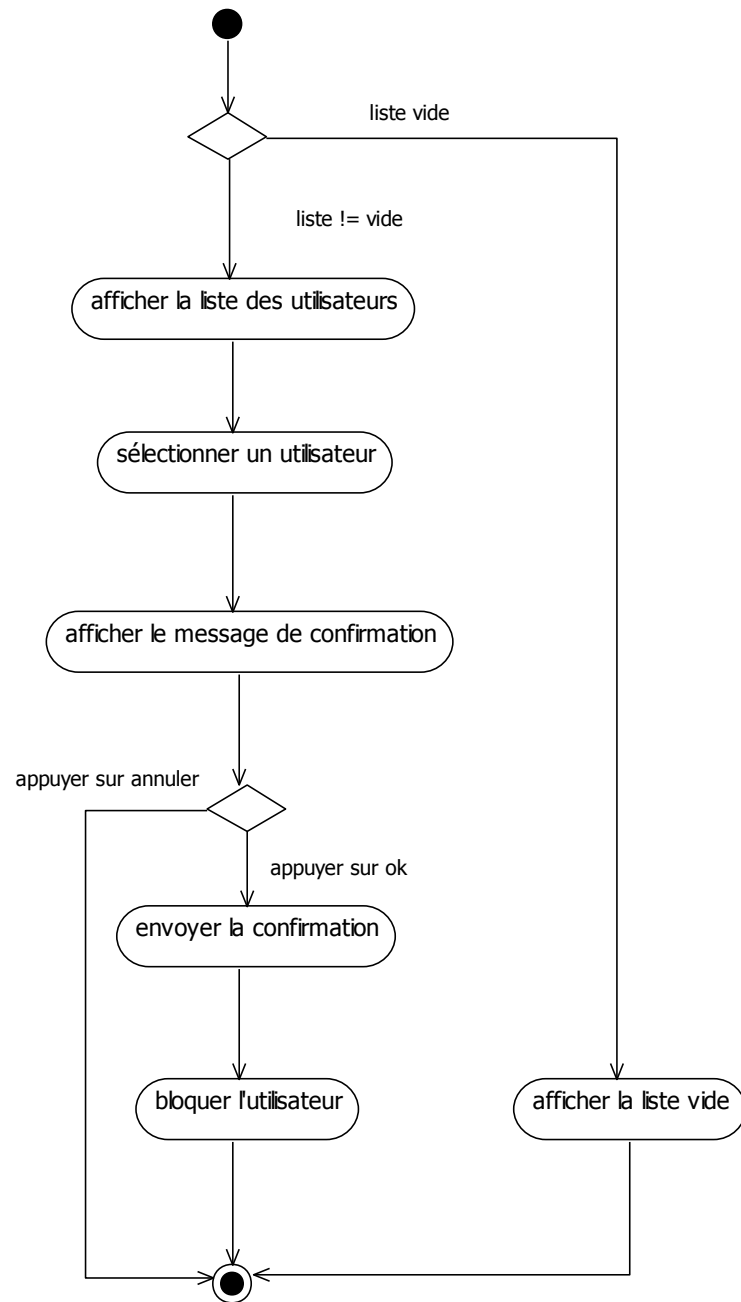 liste vide
liste != vide
afficher la liste des utilisateurs
sélectionner un utilisateur
afficher le message de confirmation
appuyer sur annuler
appuyer sur ok
envoyer la confirmation
bloquer l'utilisateur
afficher la liste vide